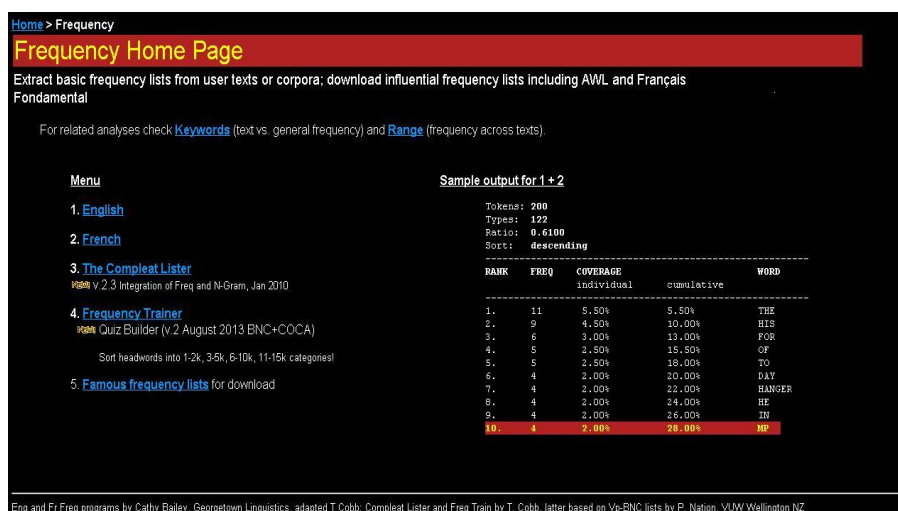 Home > Frequency
Frequency Home Page
Extract basic frequency lists from user texts or corpora; download influential frequency lists including AWL and Français
Fondamental
For related analyses check Keywords (text vs. general frequency) and Range (frequency across texts).
Menu
1. English
2. French
3. The Compleat Lister
New v.2.3 Integration of Freq and N-Gram, Jan 2010
4. Frequency Trainer
New Quiz Builder (v.2 August 2013 BNC+COCA)
Sort headwords into 1-2k, 3-5k, 6-10k, 11-15k categories!
5. Famous frequency lists for download
Sample output for 1 + 2
Tokens: 200
Types: 122
Ratio: 0.6100
Sort: descending
RANK FREQ COVERAGE WORD
individual cumulative
1. 11 5.50% 5.50% THE
2. 9 4.50% 10.00% HIS
3. 6 3.00% 13.00% FOR
4. 5 2.50% 15.50% OF
5. 5 2.50% 18.00% TO
6. 4 2.00% 20.00% DAY
7. 4 2.00% 22.00% HANGER
8. 4 2.00% 24.00% HE
9. 4 2.00% 26.00% IN
10. 4 2.00% 28.00% MP
Eng and Fr Freq programs by Cathy Bailey, Georgetown Linguistics, adapted T Cobb; Compleat Lister and Freq Train by T. Cobb, latter based on Vp-BNC lists by P. Nation, VUW Wellington NZ